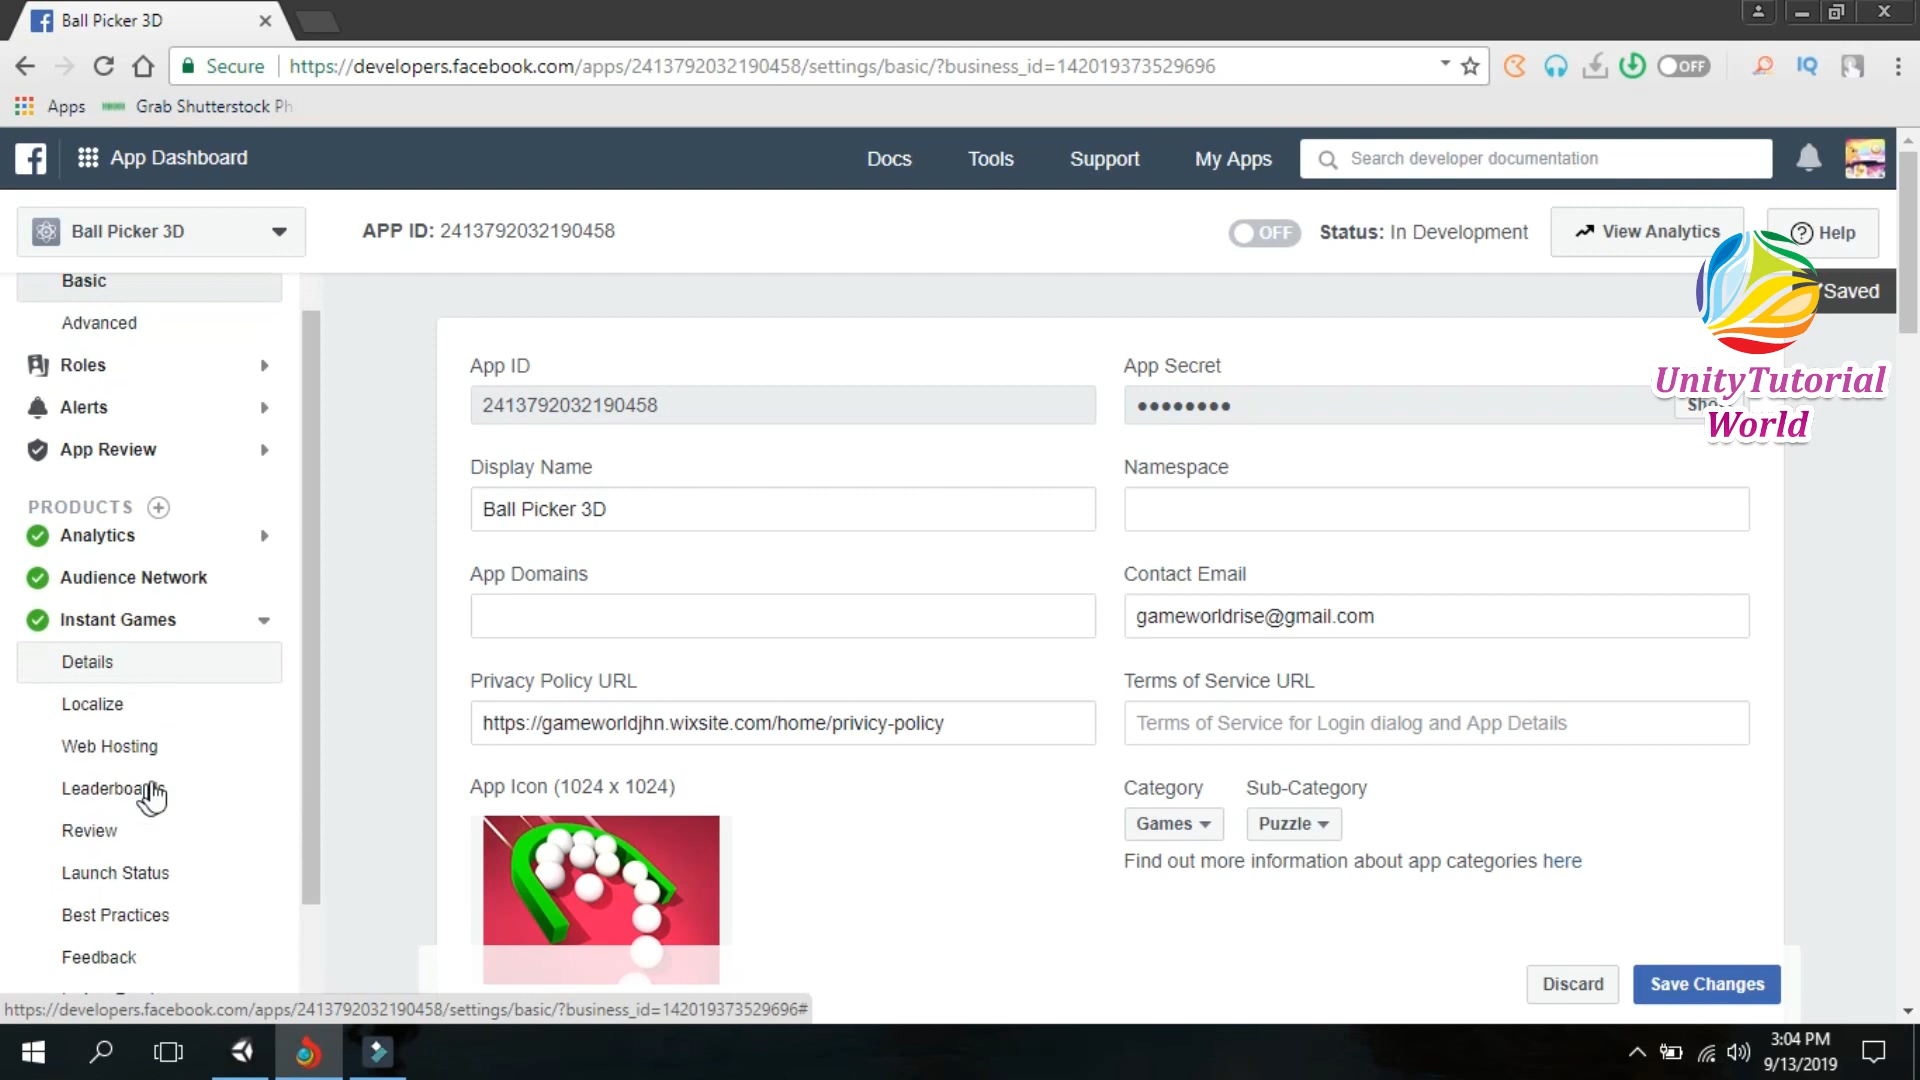 Ball Picker 3D
Secure
https://developers.facebook.com/apps/2413792032190458/settings/basic/?business_id=142019373529696
OFF
IQ
Apps
Grab Shutterstock Ph
App Dashboard
Docs
Tools
Support
My Apps
Search developer documentation
Ball Picker 3D
APP ID: 2413792032190458
OFF
Status: In Development
View Analytics
Help
Saved
UnityTutorial
World
Basic
Advanced
Roles
Alerts
App Review
PRODUCTS
Analytics
Audience Network
Instant Games
Details
Localize
Web Hosting
Review
Launch Status
Best Practices
Feedback
App ID
2413792032190458
App Secret
Display Name
Ball Picker 3D
Namespace
App Domains
Contact Email
gameworldrise@gmail.com
Privacy Policy URL
https://gameworldjhn.wixsite.com/home/privicy-policy
Terms of Service URL
Terms of Service for Login dialog and App Details
App Icon (1024 x 1024)
Category
Sub-Category
Games
Puzzle
Find out more information about app categories here
Discard
Save Changes
https://developers.facebook.com/apps/2413792032190458/settings/basic/?business_id=142019373529696#
3:04 PM
9/13/2019